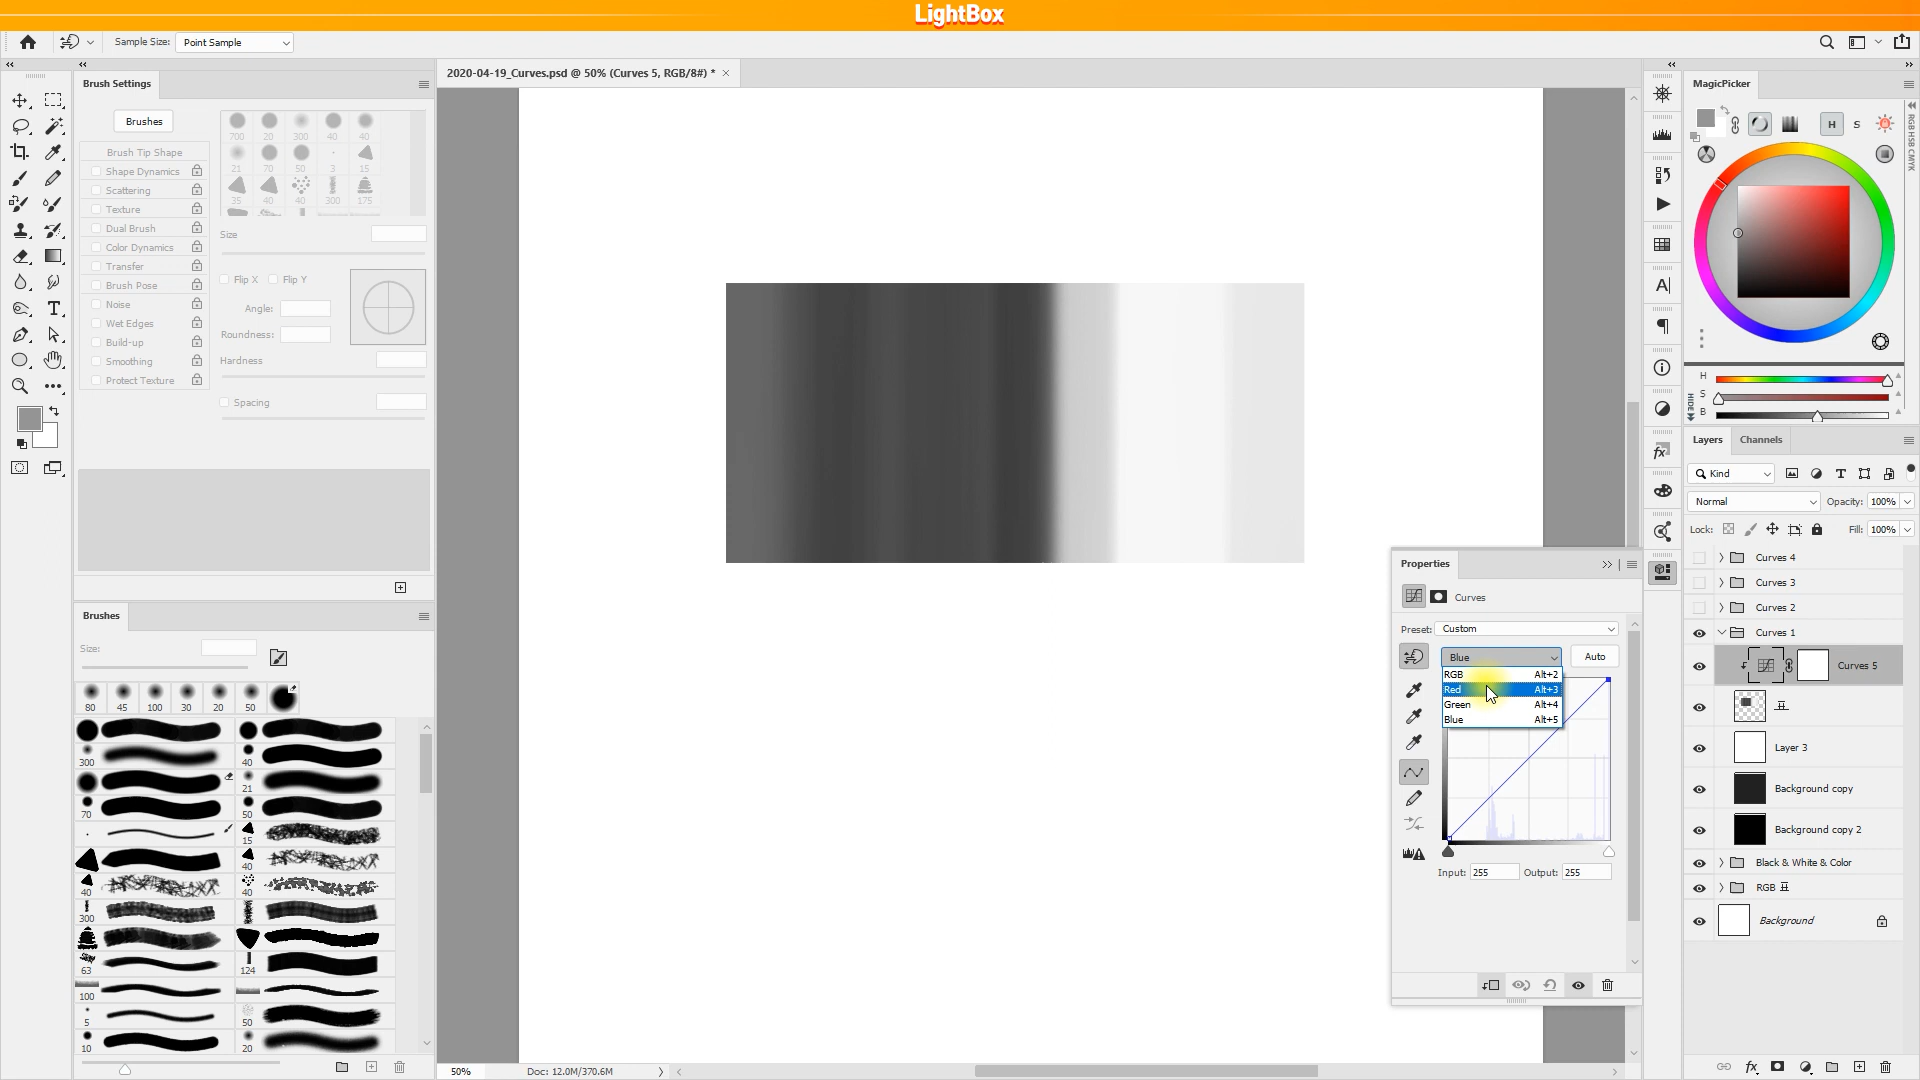 LightBox
Sample Size: Point Sample
2020-04-19_Curves.psd @ 50% (Curves 5, RGB/8#) *
Brush Settings
Brushes
Brush Tip Shape
Shape Dynamics
Scattering
Texture
Dual Brush
Color Dynamics
Transfer
Brush Pose
Noise
Wet Edges
Build-up
Smoothing
Protect Texture
700 20 300 40 40
21 70 50 3 15
35 40 40 300 175
Size
Flip X Flip Y
Angle:
Roundness:
Hardness
Spacing
Brushes
Size:
80 45 100 30 20 50
300 40
21
70 50
15
40
40
300
63 124
100
5 50
10 20
50% Doc: 12.0M/370.6M
Properties
Curves
Preset: Custom
Blue Auto
RGB Alt+2
Red Alt+3
Green Alt+4
Blue Alt+5
Input: 255 Output: 255
MagicPicker
H S
RGB HSB CMYK
H
S
B
HIDE
Layers Channels
Kind
Normal Opacity: 100%
Lock: Fill: 100%
Curves 4
Curves 3
Curves 2
Curves 1
Curves 5
표
Layer 3
Background copy
Background copy 2
Black & White & Color
RGB 표
Background